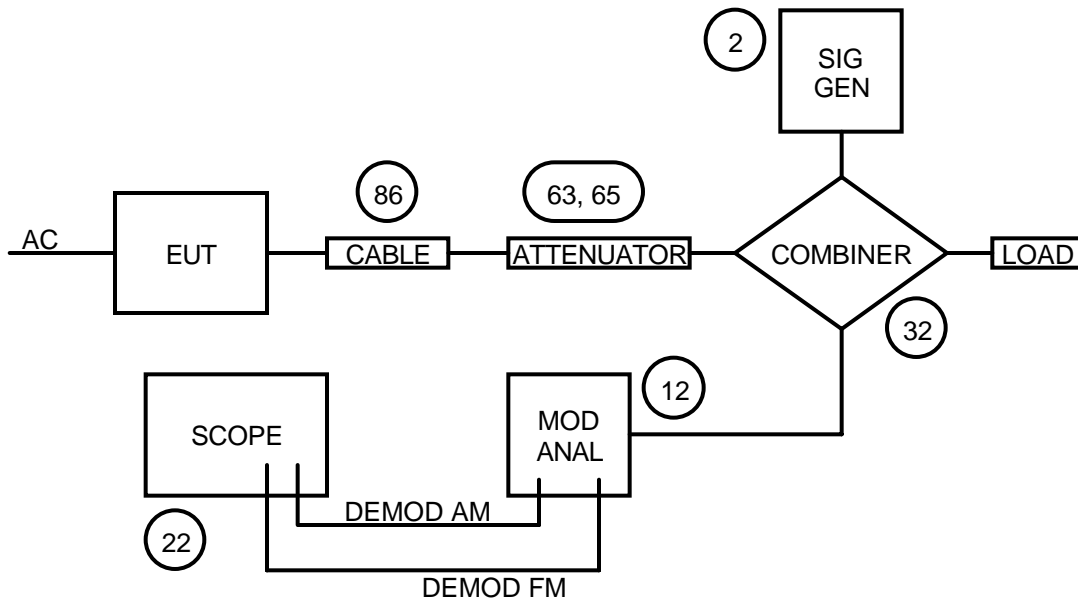 2
SIG
GEN
86
63, 65
AC
EUT
CABLE
ATTENUATOR
COMBINER
LOAD
32
12
SCOPE
MOD
ANAL
DEMOD AM
22
DEMOD FM